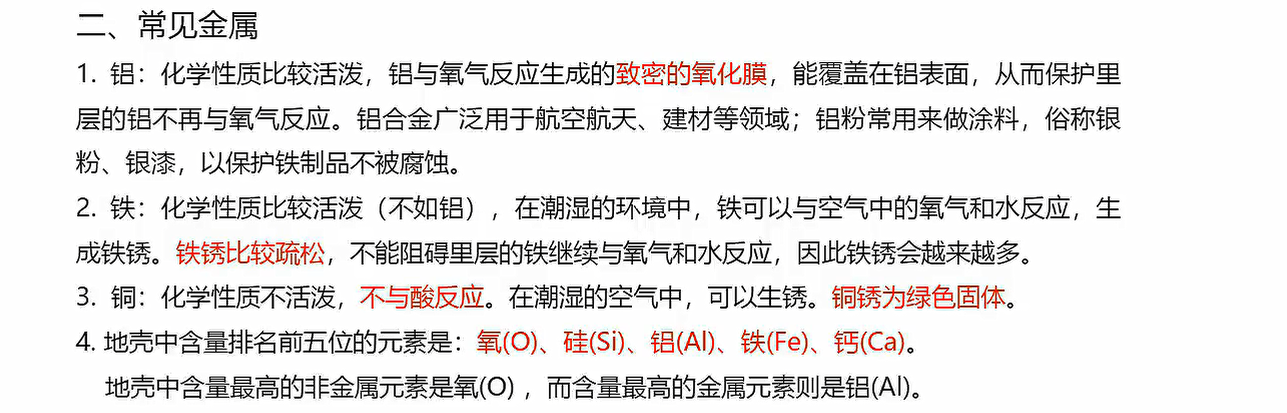 二、常见金属
1. 铝：化学性质比较活泼，铝与氧气反应生成的致密的氧化膜，能覆盖在铝表面，从而保护里
层的铝不再与氧气反应。铝合金广泛用于航空航天、建材等领域；铝粉常用来做涂料，俗称银
粉、银漆，以保护铁制品不被腐蚀。
2. 铁：化学性质比较活泼（不如铝），在潮湿的环境中，铁可以与空气中的氧气和水反应，生
成铁锈。铁锈比较疏松，不能阻碍里层的铁继续与氧气和水反应，因此铁锈会越来越多。
3. 铜：化学性质不活泼，不与酸反应。在潮湿的空气中，可以生锈。铜锈为绿色固体。
4. 地壳中含量排名前五位的元素是：氧(O)、硅(Si)、铝(Al)、铁(Fe)、钙(Ca)。
地壳中含量最高的非金属元素是氧(O) ，而含量最高的金属元素则是铝(Al)。